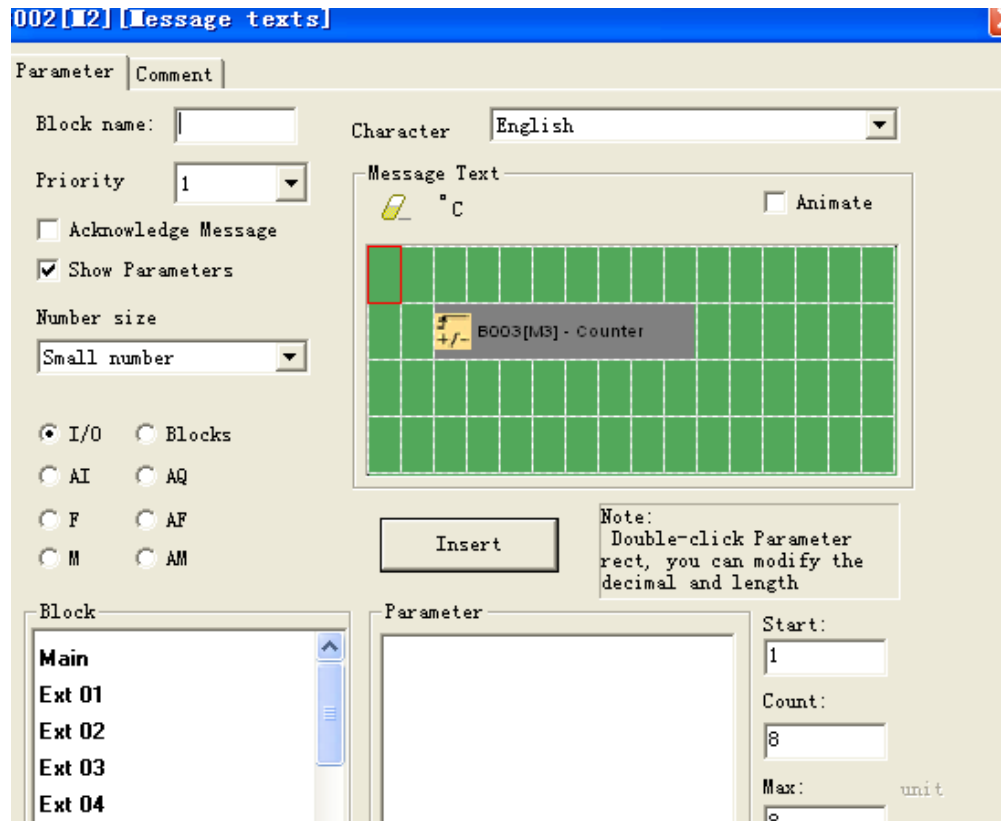 002[M2][Message texts]
Parameter Comment
Block name:
Character English
Priority 1
Message Text
°C
Animate
Acknowledge Message
Show Parameters
Number size
Small number
+/- B003[M3] - Counter
I/O Blocks
AI AQ
F AF
M AM
Insert
Note:
Double-click Parameter
rect, you can modify the
decimal and length
Block
Main
Ext 01
Ext 02
Ext 03
Ext 04
Parameter
Start:
1
Count:
8
Max: unit
8